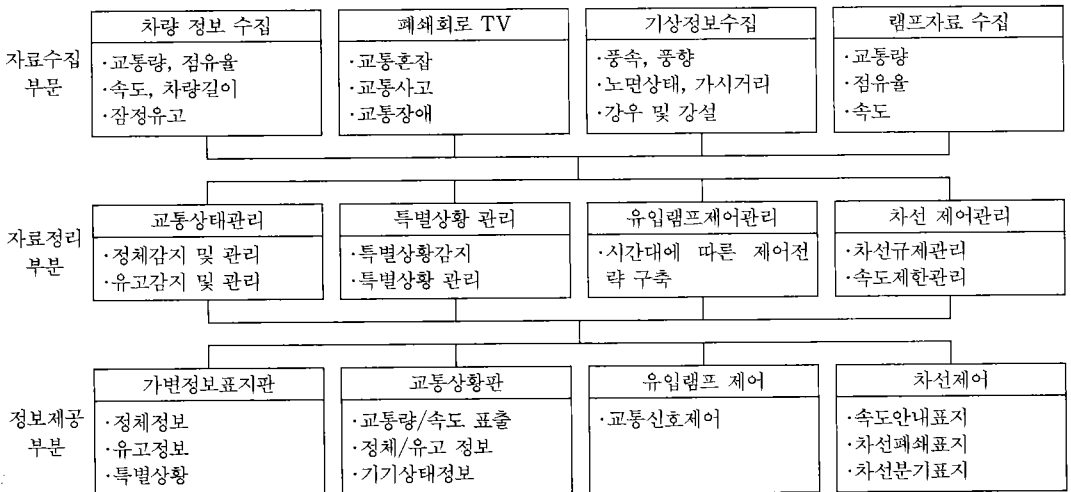 차량 정보 수집
폐쇄회로 TV
기상정보수집
램프자료 수집
자료수집
부문
·교통량, 점유율
·속도, 차량길이
·잠정유고
·교통혼잡
·교통사고
·교통장애
·풍속, 풍향
·노면상태, 가시거리
·강우 및 강설
·교통량
·점유율
·속도
교통상태관리
특별상황 관리
유입램프제어관리
차선 제어관리
자료정리
부분
·정체감지 및 관리
·유고감지 및 관리
·특별상황감지
·특별상황 관리
·시간대에 따른 제어전
략 구축
·차선규제관리
·속도제한관리
가변정보표지판
교통상황판
유입램프 제어
차선제어
정보제공
부분
·정체정보
·유고정보
·특별상황
·교통량/속도 표출
·정체/유고 정보
·기기상태정보
·교통신호제어
·속도안내표지
·차선폐쇄표지
·차선분기표지